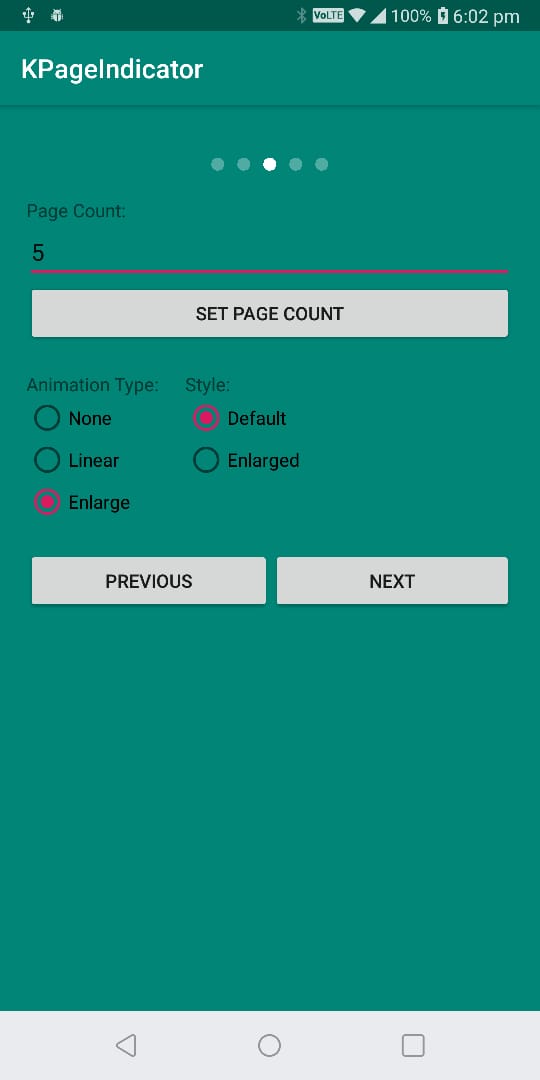 VoLTE 100% 6:02 pm
KPageIndicator
Page Count:
5
SET PAGE COUNT
Animation Type: Style:
None Default
Linear Enlarged
Enlarge
PREVIOUS NEXT